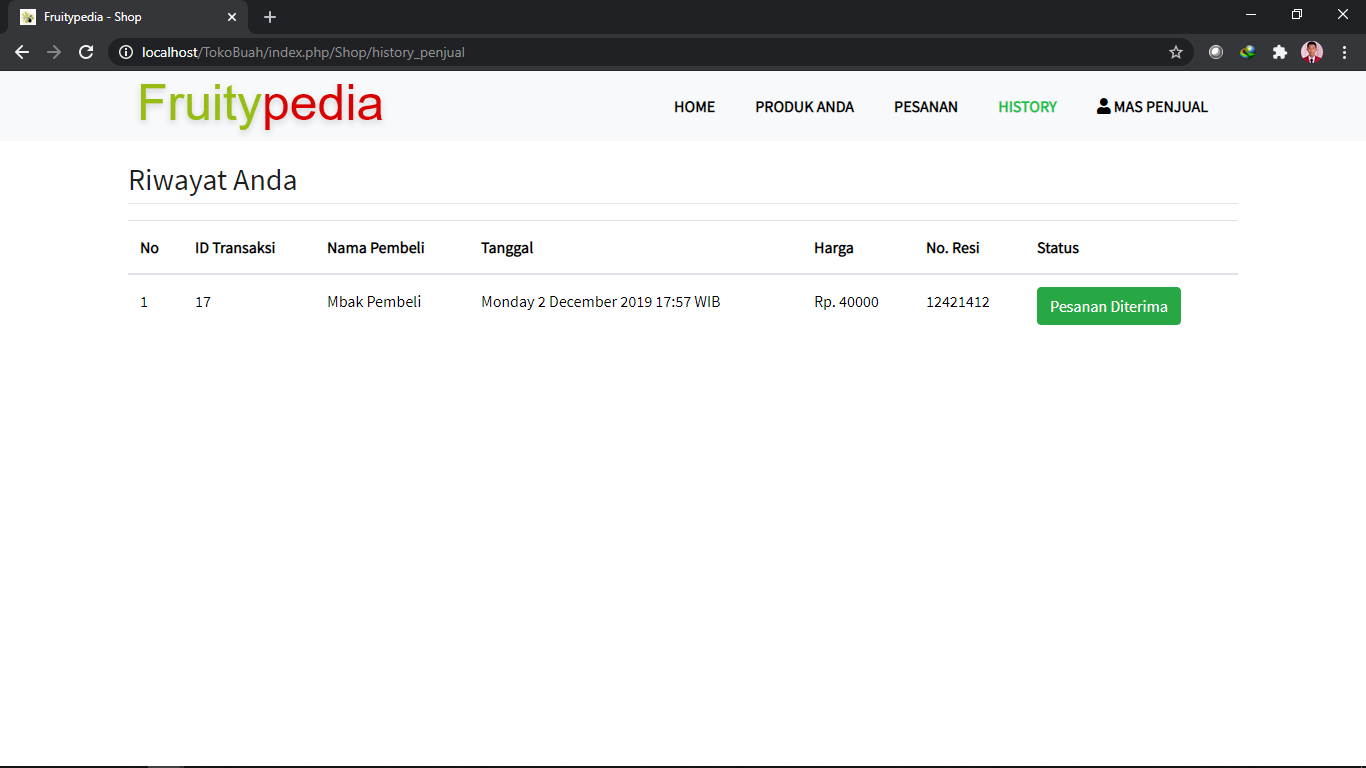 Fruitypedia - Shop
localhost/TokoBuah/index.php/Shop/history_penjual
Fruitypedia HOME PRODUK ANDA PESANAN HISTORY MAS PENJUAL
Riwayat Anda
No ID Transaksi Nama Pembeli Tanggal Harga No. Resi Status
1 17 Mbak Pembeli Monday 2 December 2019 17:57 WIB Rp. 40000 12421412 Pesanan Diterima